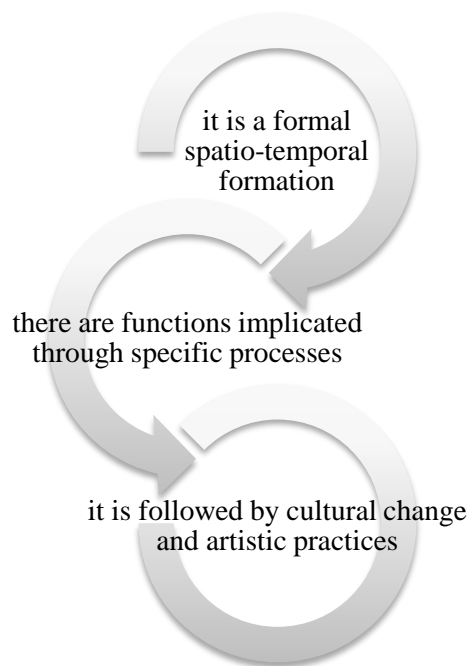 it is a formal
spatio-temporal
formation
there are functions implicated
through specific processes
it is followed by cultural change
and artistic practices